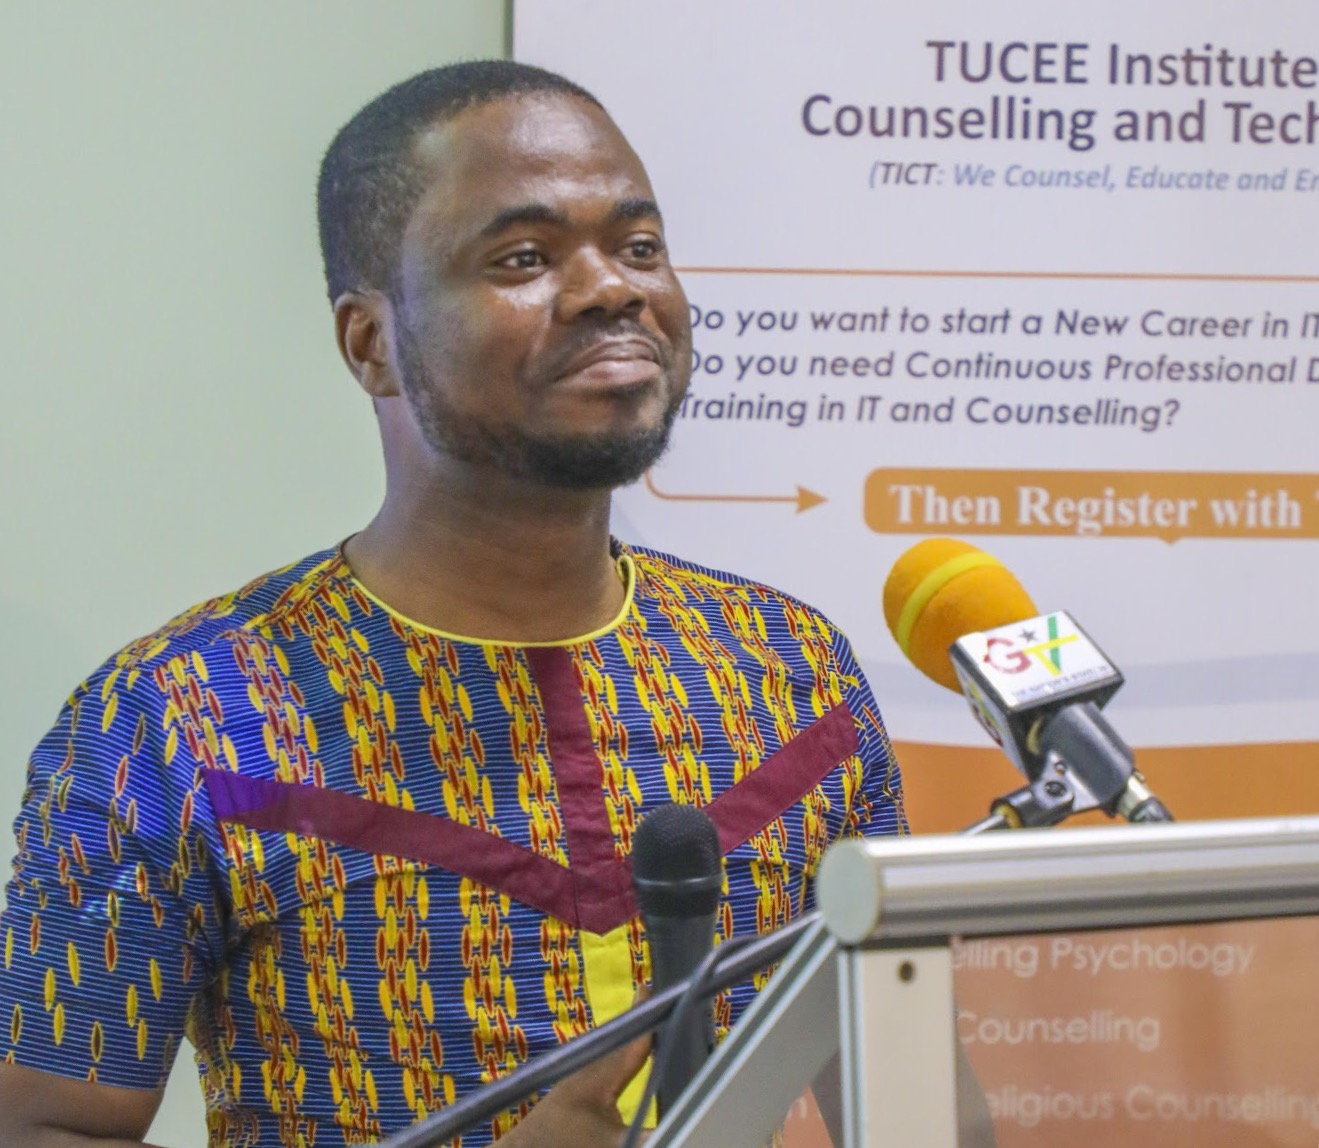 TUCEE Institute
Counselling and Tech
(TICT: We Counsel, Educate and En
Do you want to start a New Career in IT
Do you need Continuous Professional D
Training in IT and Counselling?
Then Register with
GTV
elling Psychology
Counselling
eligious Counselling